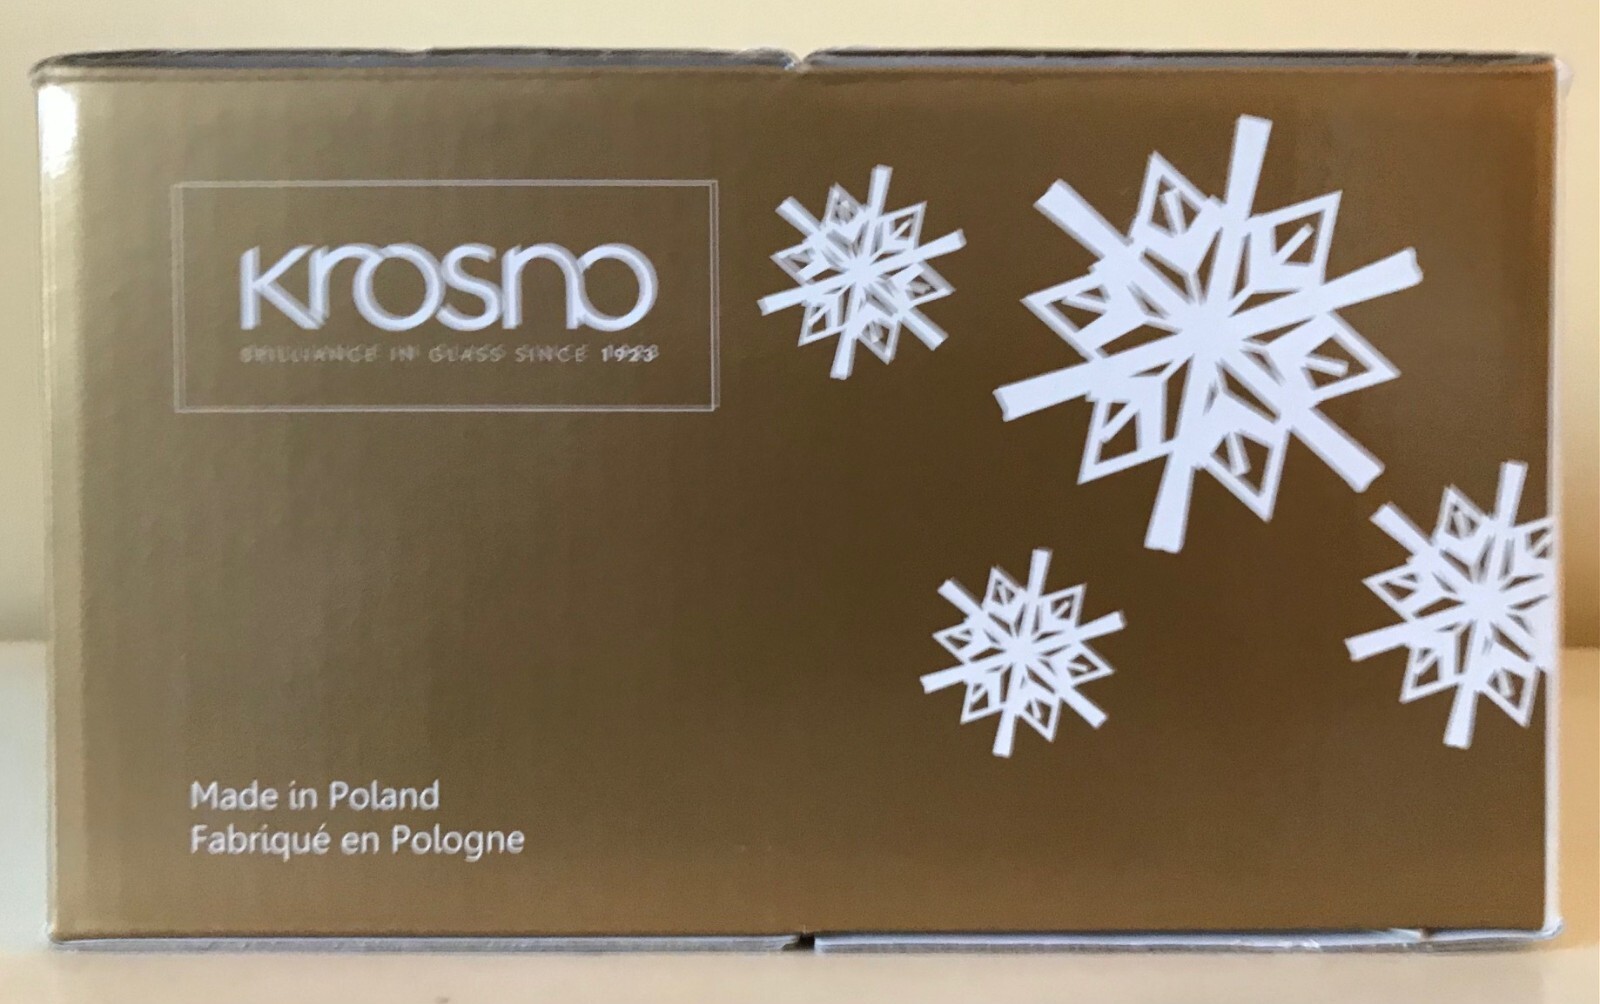 krosno
BRILLIANCE IN GLASS SINCE 1923
Made in Poland
Fabriqué en Pologne